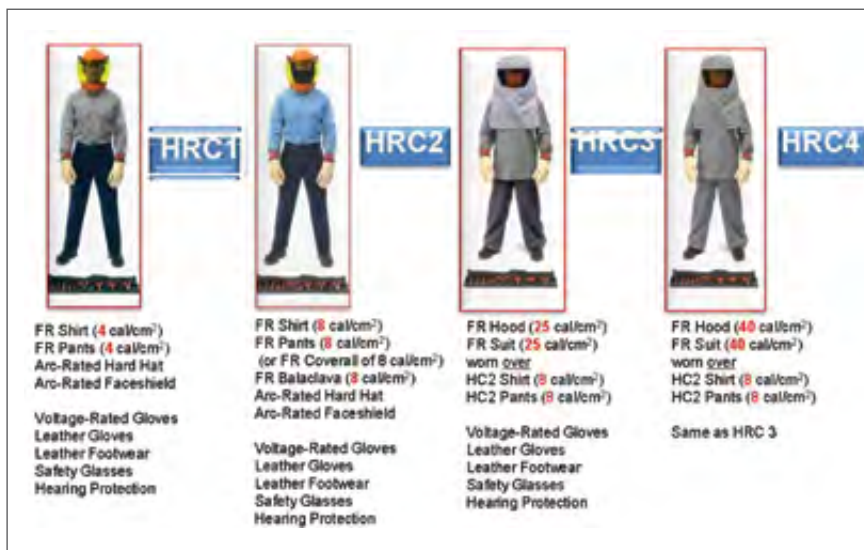 HRC1
HRC2
HRC3
HRC4
FR Shirt (4 cal/cm²)
FR Pants (4 cal/cm²)
Arc-Rated Hard Hat
Arc-Rated Faceshield
Voltage-Rated Gloves
Leather Gloves
Leather Footwear
Safety Glasses
Hearing Protection
FR Shirt (8 cal/cm²)
FR Pants (8 cal/cm²)
(or FR Coverall of 8 cal/cm²)
FR Balaclava (8 cal/cm²)
Arc-Rated Hard Hat
Arc-Rated Faceshield
Voltage-Rated Gloves
Leather Gloves
Leather Footwear
Safety Glasses
Hearing Protection
FR Hood (25 cal/cm²)
FR Suit (25 cal/cm²)
worn over
HC2 Shirt (8 cal/cm²)
HC2 Pants (8 cal/cm²)
Voltage-Rated Gloves
Leather Gloves
Leather Footwear
Safety Glasses
Hearing Protection
FR Hood (40 cal/cm²)
FR Suit (40 cal/cm²)
worn over
HC2 Shirt (8 cal/cm²)
HC2 Pants (8 cal/cm²)
Same as HRC 3